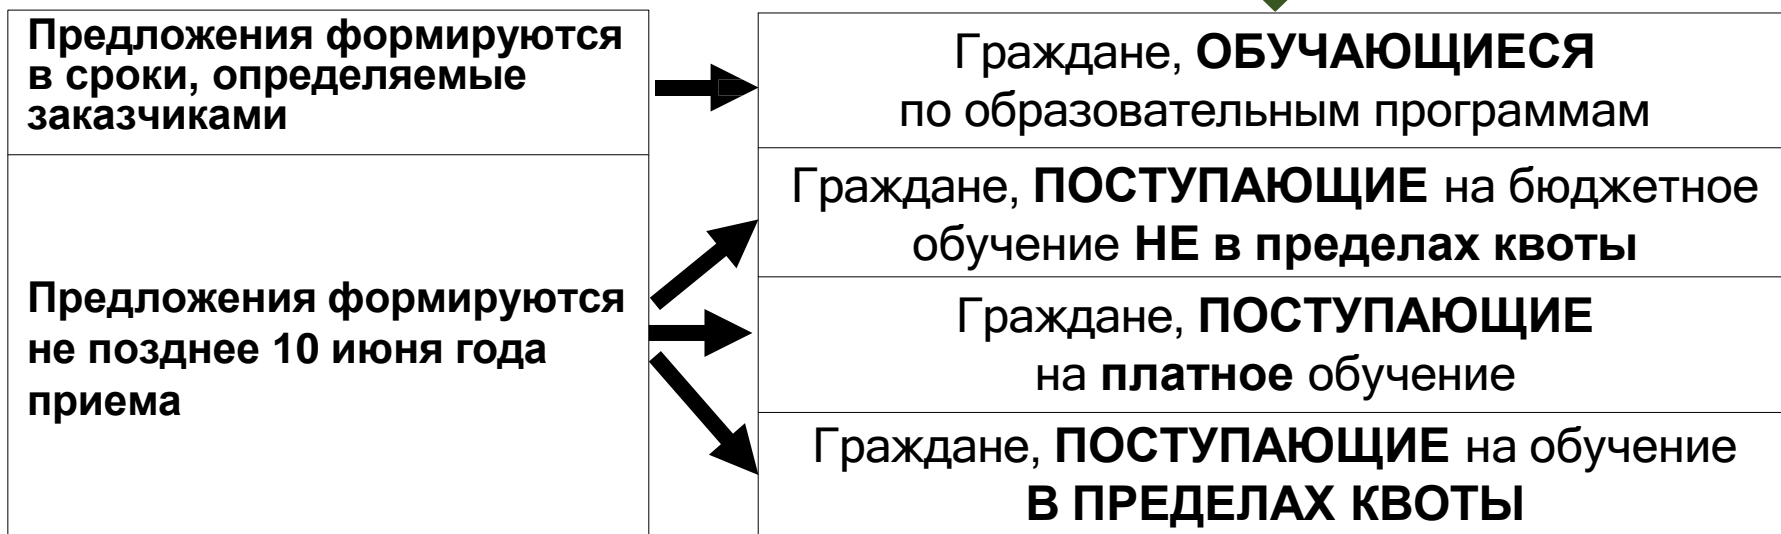 Предложения формируются
в сроки, определяемые
заказчиками
Граждане, ОБУЧАЮЩИЕСЯ
по образовательным программам
Предложения формируются
не позднее 10 июня года
приема
Граждане, ПОСТУПАЮЩИЕ на бюджетное
обучение НЕ в пределах квоты
Граждане, ПОСТУПАЮЩИЕ
на платное обучение
Граждане, ПОСТУПАЮЩИЕ на обучение
В ПРЕДЕЛАХ КВОТЫ